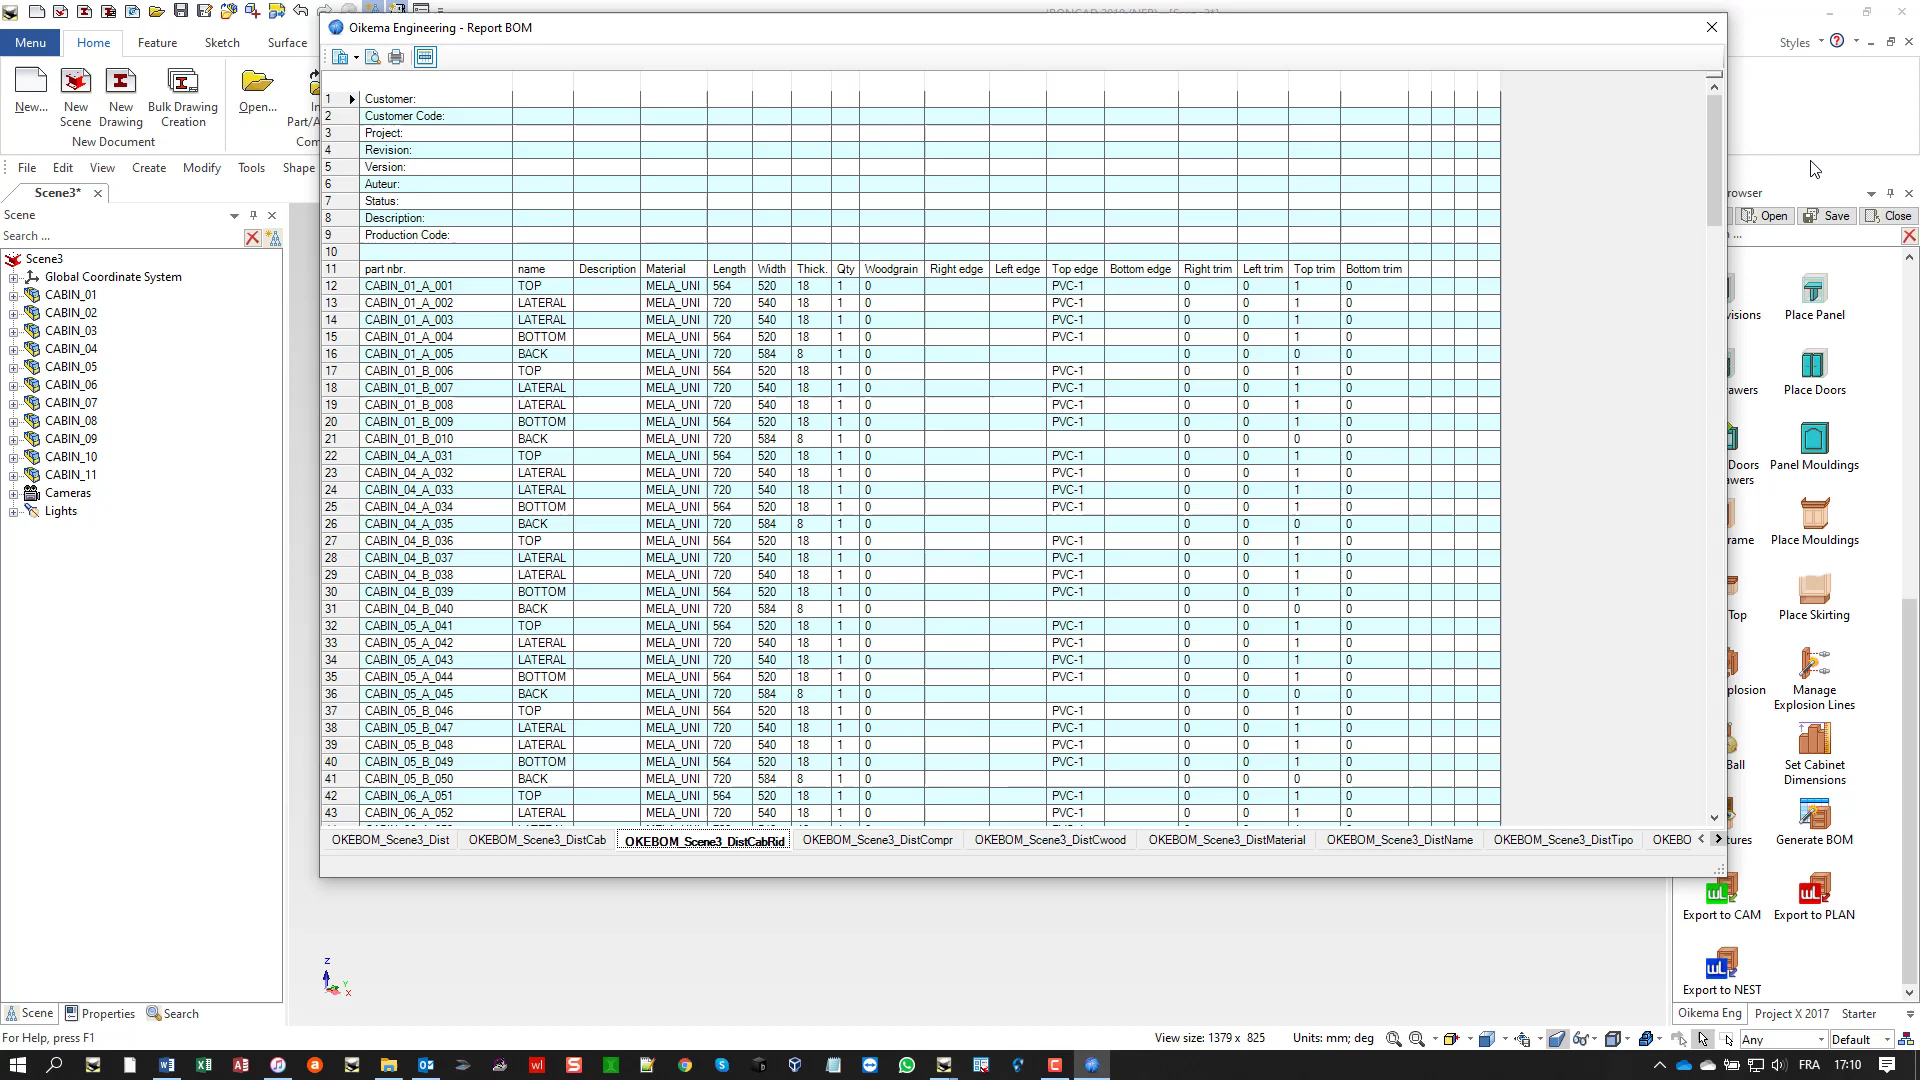 Oikema Engineering - Report BOM
Menu Home Feature Sketch Surface
Styles
New... New Scene New Drawing Bulk Drawing Creation Open...
New Document
File Edit View Create Modify Tools Shape
Scene3*
Scene
Search ...
Scene3
Global Coordinate System
CABIN_01
CABIN_02
CABIN_03
CABIN_04
CABIN_05
CABIN_06
CABIN_07
CABIN_08
CABIN_09
CABIN_10
CABIN_11
Cameras
Lights
1 Customer:
2 Customer Code:
3 Project:
4 Revision:
5 Version:
6 Auteur:
7 Status:
8 Description:
9 Production Code:
10
11 part nbr. name Description Material Length Width Thick. Qty Woodgrain Right edge Left edge Top edge Bottom edge Right trim Left trim Top trim Bottom trim
12 CABIN_01_A_001 TOP MELA_UNI 564 520 18 1 0 PVC-1 0 0 1 0
13 CABIN_01_A_002 LATERAL MELA_UNI 720 540 18 1 0 PVC-1 0 0 1 0
14 CABIN_01_A_003 LATERAL MELA_UNI 720 540 18 1 0 PVC-1 0 0 1 0
15 CABIN_01_A_004 BOTTOM MELA_UNI 564 520 18 1 0 PVC-1 0 0 1 0
16 CABIN_01_A_005 BACK MELA_UNI 720 584 8 1 0 0 0 0 0
17 CABIN_01_B_006 TOP MELA_UNI 564 520 18 1 0 PVC-1 0 0 1 0
18 CABIN_01_B_007 LATERAL MELA_UNI 720 540 18 1 0 PVC-1 0 0 1 0
19 CABIN_01_B_008 LATERAL MELA_UNI 720 540 18 1 0 PVC-1 0 0 1 0
20 CABIN_01_B_009 BOTTOM MELA_UNI 564 520 18 1 0 PVC-1 0 0 1 0
21 CABIN_01_B_010 BACK MELA_UNI 720 584 8 1 0 0 0 0 0
22 CABIN_04_A_031 TOP MELA_UNI 564 520 18 1 0 PVC-1 0 0 1 0
23 CABIN_04_A_032 LATERAL MELA_UNI 720 540 18 1 0 PVC-1 0 0 1 0
24 CABIN_04_A_033 LATERAL MELA_UNI 720 540 18 1 0 PVC-1 0 0 1 0
25 CABIN_04_A_034 BOTTOM MELA_UNI 564 520 18 1 0 PVC-1 0 0 1 0
26 CABIN_04_A_035 BACK MELA_UNI 720 584 8 1 0 0 0 0 0
27 CABIN_04_B_036 TOP MELA_UNI 564 520 18 1 0 PVC-1 0 0 1 0
28 CABIN_04_B_037 LATERAL MELA_UNI 720 540 18 1 0 PVC-1 0 0 1 0
29 CABIN_04_B_038 LATERAL MELA_UNI 720 540 18 1 0 PVC-1 0 0 1 0
30 CABIN_04_B_039 BOTTOM MELA_UNI 564 520 18 1 0 PVC-1 0 0 1 0
31 CABIN_04_B_040 BACK MELA_UNI 720 584 8 1 0 0 0 0 0
32 CABIN_05_A_041 TOP MELA_UNI 564 520 18 1 0 PVC-1 0 0 1 0
33 CABIN_05_A_042 LATERAL MELA_UNI 720 540 18 1 0 PVC-1 0 0 1 0
34 CABIN_05_A_043 LATERAL MELA_UNI 720 540 18 1 0 PVC-1 0 0 1 0
35 CABIN_05_A_044 BOTTOM MELA_UNI 564 520 18 1 0 PVC-1 0 0 1 0
36 CABIN_05_A_045 BACK MELA_UNI 720 584 8 1 0 0 0 0 0
37 CABIN_05_B_046 TOP MELA_UNI 564 520 18 1 0 PVC-1 0 0 1 0
38 CABIN_05_B_047 LATERAL MELA_UNI 720 540 18 1 0 PVC-1 0 0 1 0
39 CABIN_05_B_048 LATERAL MELA_UNI 720 540 18 1 0 PVC-1 0 0 1 0
40 CABIN_05_B_049 BOTTOM MELA_UNI 564 520 18 1 0 PVC-1 0 0 1 0
41 CABIN_05_B_050 BACK MELA_UNI 720 584 8 1 0 0 0 0 0
42 CABIN_06_A_051 TOP MELA_UNI 564 520 18 1 0 PVC-1 0 0 1 0
43 CABIN_06_A_052 LATERAL MELA_UNI 720 540 18 1 0 PVC-1 0 0 1 0
OKEBOM_Scene3_Dist OKEBOM_Scene3_DistCab OKEBOM_Scene3_DistCabRid OKEBOM_Scene3_DistCompr OKEBOM_Scene3_DistCwood OKEBOM_Scene3_DistMaterial OKEBOM_Scene3_DistName OKEBOM_Scene3_DistTipo OKEBO
rowser
Open Save Close
visions Place Panel
awers Place Doors
Doors
awers
Panel Mouldings
rame Place Mouldings
Top Place Skirting
plosion Manage
Explosion Lines
Ball Set Cabinet
Dimensions
tures Generate BOM
Export to CAM Export to PLAN
Export to NEST
Oikema Eng Project X 2017 Starter
Scene Properties Search
Z
Y
X
For Help, press F1
View size: 1379 x 825 Units: mm; deg Any Default
FRA 17:10